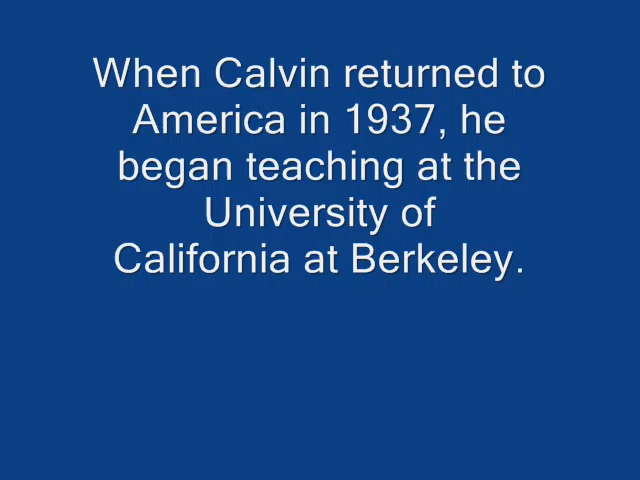 When Calvin returned to
America in 1937, he
began teaching at the
University of
California at Berkeley.